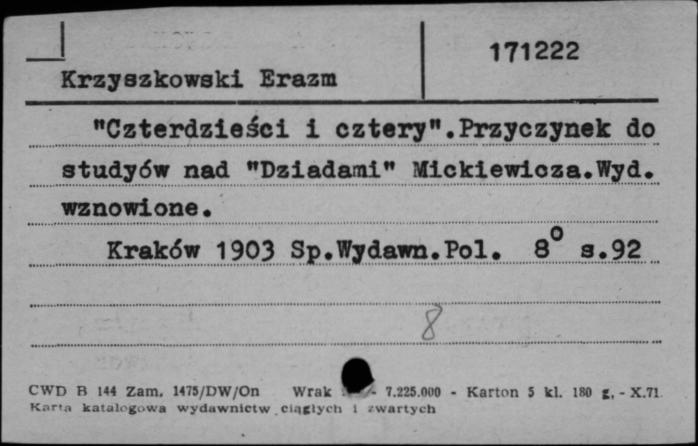 171222
Krzyszkowski Erazm
"Czterdzieści i cztery".Przyczynek do
studyów nad "Dziadami" Mickiewicza.Wyd.
wznowione.
Kraków 1903 Sp.Wydawn.Pol. 8° s.92
8
CWD B 144 Zam. 1475/DW/On Wrak - 7.225.000 - Karton 5 kl. 180 g, - X.71.
Karta katalogowa wydawnictw ciągłych i zwartych